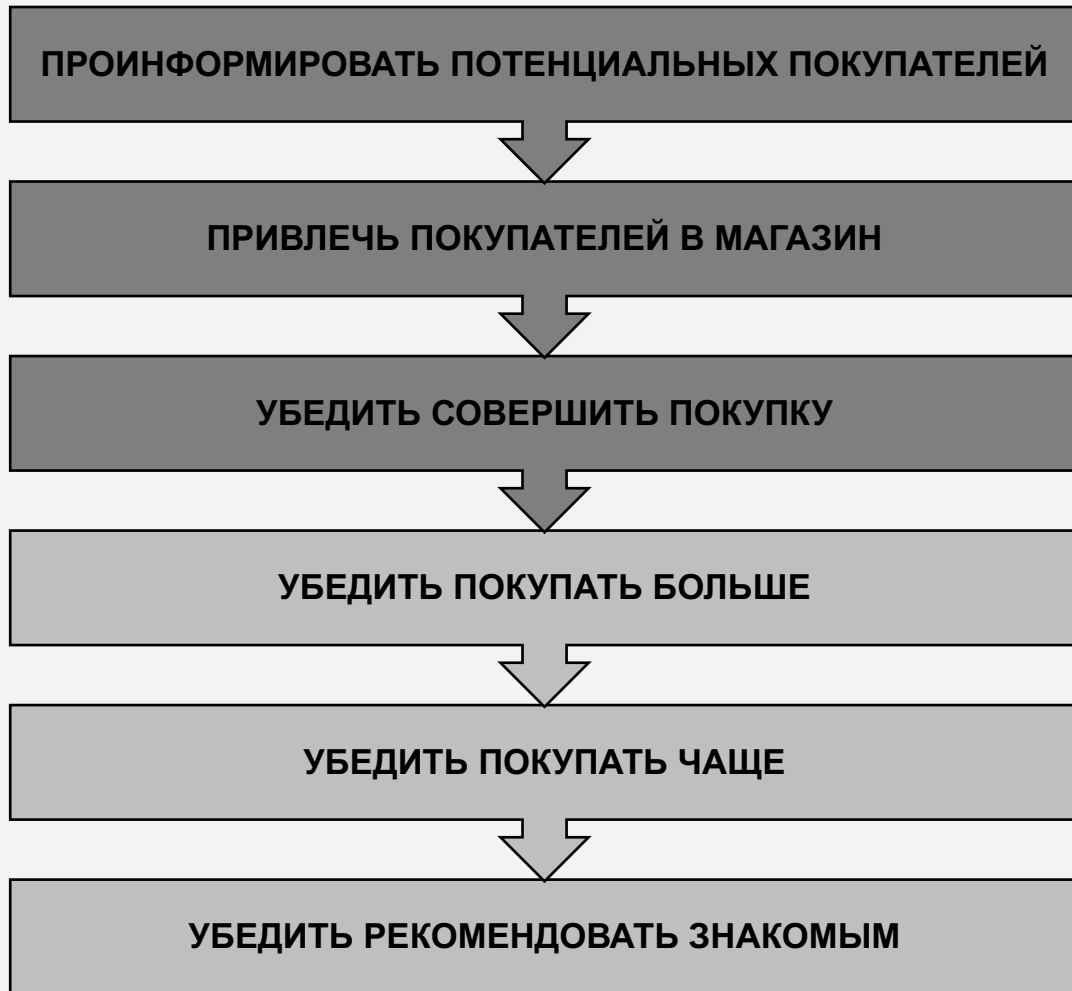 ПРОИНФОРМИРОВАТЬ ПОТЕНЦИАЛЬНЫХ ПОКУПАТЕЛЕЙ
ПРИВЛЕЧЬ ПОКУПАТЕЛЕЙ В МАГАЗИН
УБЕДИТЬ СОВЕРШИТЬ ПОКУПКУ
УБЕДИТЬ ПОКУПАТЬ БОЛЬШЕ
УБЕДИТЬ ПОКУПАТЬ ЧАЩЕ
УБЕДИТЬ РЕКОМЕНДОВАТЬ ЗНАКОМЫМ